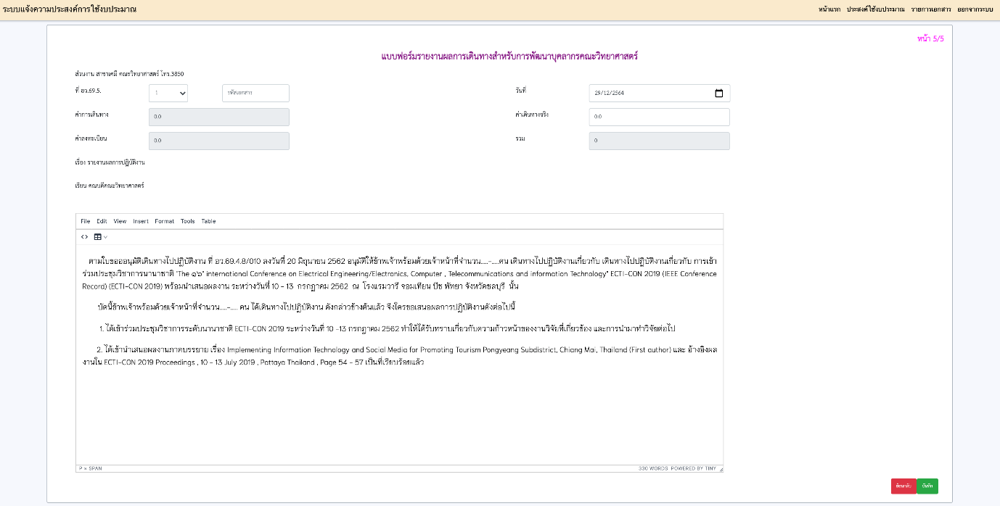 ระบบแจ้งความประสงค์การใช้งบประมาณ
หน้าแรก ประสงค์ใช้งบประมาณ รายการเอกสาร ออกจากระบบ
หน้า 5/5
แบบฟอร์มรายงานผลการเดินทางสำหรับการพัฒนาบุคลากรคณะวิทยาศาสตร์
ส่วนงาน สาขาเคมี คณะวิทยาศาสตร์ โทร.3850
ที่ อว.69.5. 1 รหัสเอกสาร วันที่ 29/12/2564
ค่าการเดินทาง 0.0 ค่าเดินทางจริง 0.0
ค่าลงทะเบียน 0.0 รวม 0
เรื่อง รายงานผลการปฏิบัติงาน
เรียน คณบดีคณะวิทยาศาสตร์
File Edit View Insert Format Tools Table
ตามใบขออนุมัติเดินทางไปปฏิบัติงาน ที่ อว.69.4.8/010 ลงวันที่ 20 มิถุนายน 2562 อนุมัติให้ข้าพเจ้าพร้อมด้วยเจ้าหน้าที่จำนวน.....-.....คน เดินทางไปปฏิบัติงานเกี่ยวกับ เดินทางไปปฏิบัติงานเกี่ยวกับ การเข้า
ร่วมประชุมวิชาการนานาชาติ "The ๑๖" international Conference on Electrical Engineering/Electronics, Computer , Telecommunications and information Technology" ECTI-CON 2019 (IEEE Conference
Record) (ECTI-CON 2019) พร้อมนำเสนอผลงาน ระหว่างวันที่ 10 - 13 กรกฎาคม 2562 ณ โรงแรมวารี จอมเทียน บีช พัทยา จังหวัดชลบุรี นั้น
บัดนี้ข้าพเจ้าพร้อมด้วยเจ้าหน้าที่จำนวน.....-..... คน ได้เดินทางไปปฏิบัติงาน ดังกล่าวข้างต้นแล้ว จึงใคร่ขอเสนอผลการปฏิบัติงานดังต่อไปนี้
1. ได้เข้าร่วมประชุมวิชาการระดับนานาชาติ ECTI-CON 2019 ระหว่างวันที่ 10 -13 กรกฎาคม 2562 ทำให้ได้รับทราบเกี่ยวกับความก้าวหน้าของงานวิจัยที่เกี่ยวข้อง และการนำมาทำวิจัยต่อไป
2. ได้เข้านำเสนอผลงานภาคบรรยาย เรื่อง Implementing Information Technology and Social Media for Promoting Tourism Pongyeang Subdistrict, Chiang Mai, Thailand (First author) และ อ้างอิงผล
งานใน ECTI-CON 2019 Proceedings , 10 - 13 July 2019 , Pattaya Thailand , Page 54 - 57 เป็นที่เรียบร้อยแล้ว
P × SPAN 330 WORDS POWERED BY TINY
ย้อนกลับ บันทึก